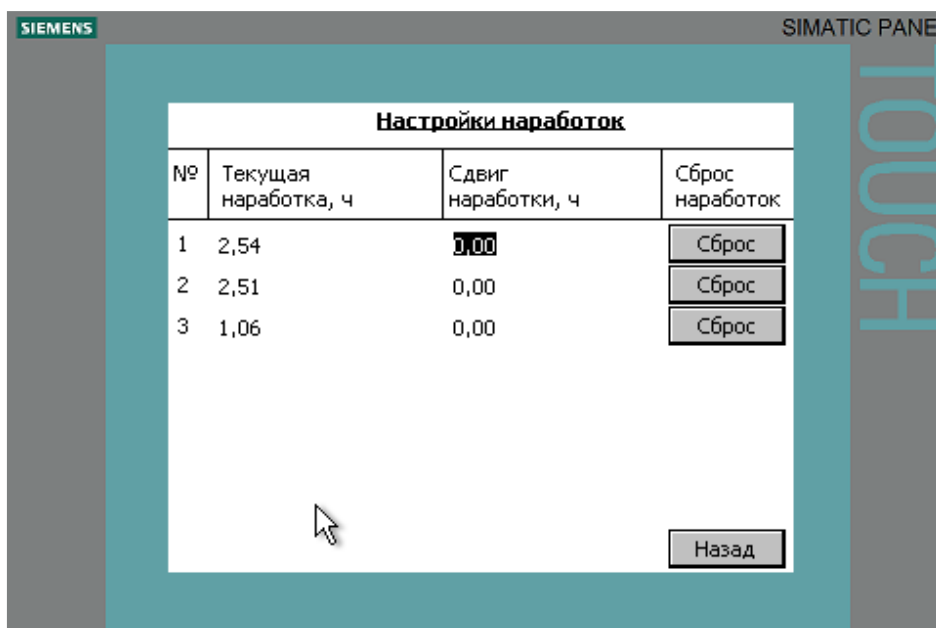 SIEMENS
SIMATIC PANE
TOUCH
Настройки наработок
№ Текущая наработка, ч Сдвиг наработки, ч Сброс наработок
1 2,54 0,00 Сброс
2 2,51 0,00 Сброс
3 1,06 0,00 Сброс
Назад